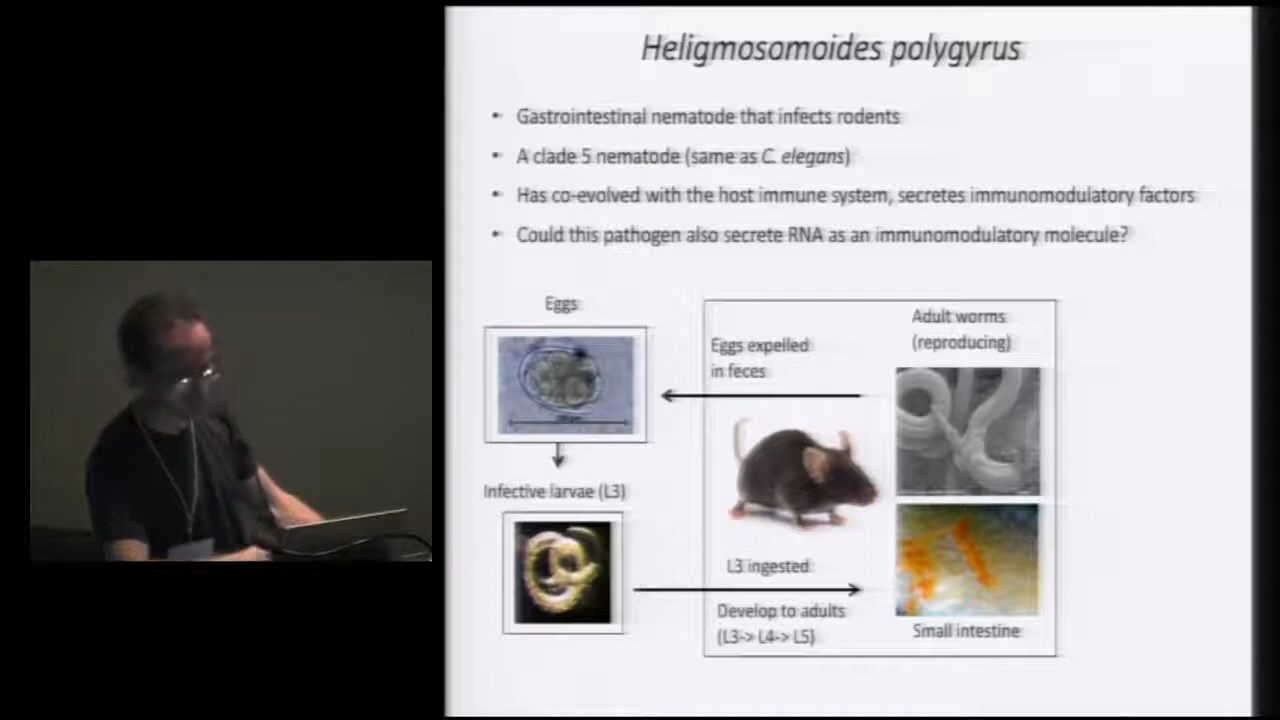 Heligmosomoides polygyrus
• Gastrointestinal nematode that infects rodents
• A clade 5 nematode (same as C. elegans)
• Has co-evolved with the host immune system, secretes immunomodulatory factors
• Could this pathogen also secrete RNA as an immunomodulatory molecule?
Eggs
Infective larvae (L3)
Eggs expelled
in feces
Adult worms
(reproducing)
L3 ingested
Develop to adults
(L3-> L4-> L5)
Small intestine